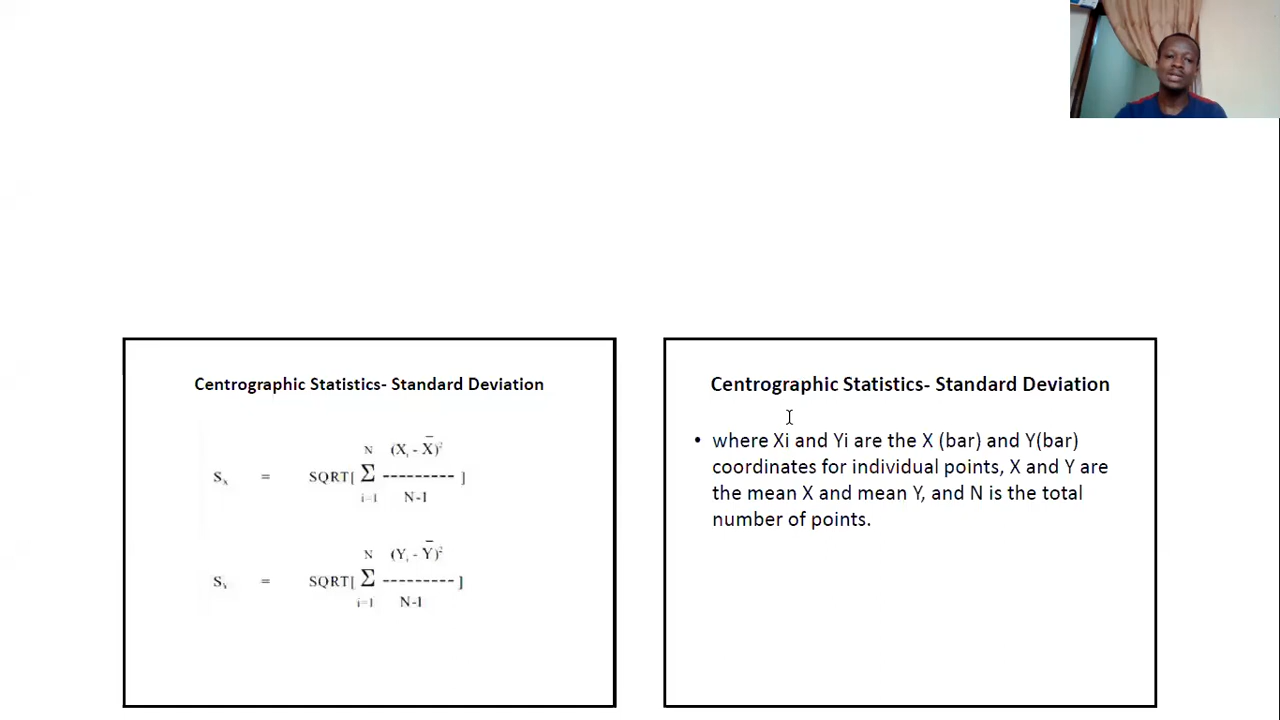 Centrographic Statistics- Standard Deviation
N (Xi - X̄)²
Sx = SQRT[ Σ --------- ]
i=1 N-1
N (Yi - Ȳ)²
Sy = SQRT[ Σ --------- ]
i=1 N-1
Centrographic Statistics- Standard Deviation
• where Xi and Yi are the X (bar) and Y(bar)
coordinates for individual points, X and Y are
the mean X and mean Y, and N is the total
number of points.